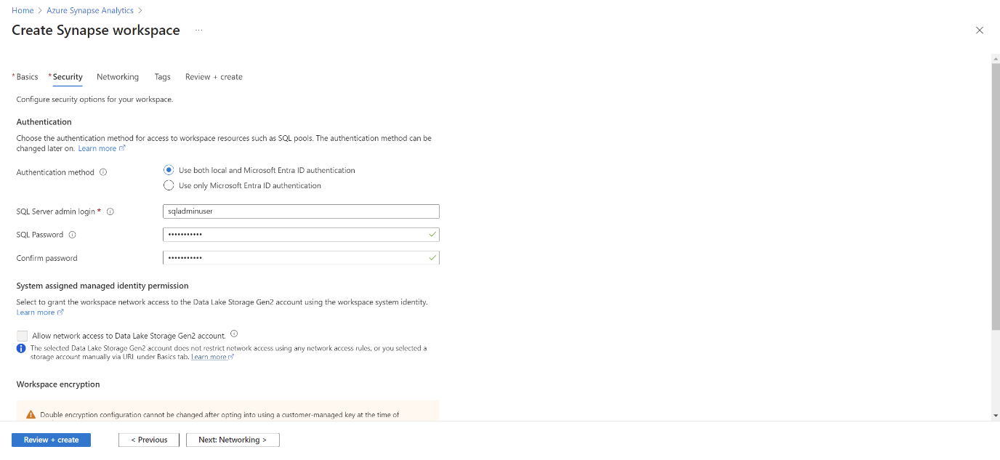 Home > Azure Synapse Analytics >
Create Synapse workspace ...
* Basics * Security Networking Tags Review + create
Configure security options for your workspace.
Authentication
Choose the authentication method for access to workspace resources such as SQL pools. The authentication method can be
changed later on. Learn more
Authentication method
Use both local and Microsoft Entra ID authentication
Use only Microsoft Entra ID authentication
SQL Server admin login *
sqladminuser
SQL Password
•••••••••••
Confirm password
•••••••••••
System assigned managed identity permission
Select to grant the workspace network access to the Data Lake Storage Gen2 account using the workspace system identity.
Learn more
Allow network access to Data Lake Storage Gen2 account.
The selected Data Lake Storage Gen2 account does not restrict network access using any network access rules, or you selected a
storage account manually via URL under Basics tab. Learn more
Workspace encryption
Double encryption configuration cannot be changed after opting into using a customer-managed key at the time of
Review + create < Previous Next: Networking >